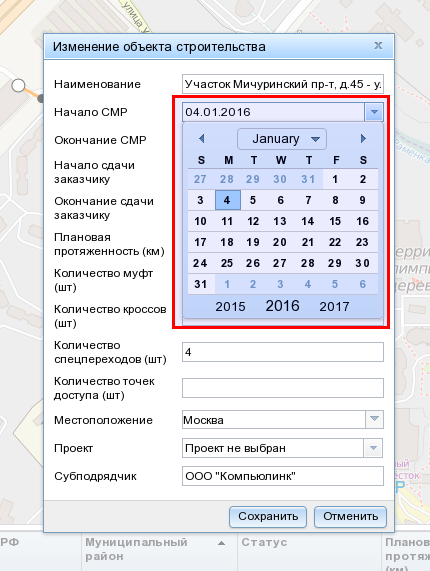 Изменение объекта строительства x
Наименование Участок Мичуринский пр-т, д.45 - у.
Начало СМР 04.01.2016
Окончание СМР January
Начало сдачи
заказчику
Окончание сдачи
заказчику
Плановая
протяженность (км)
Количество муфт
(шт)
Количество кроссов
(шт)
S M T W T F S
27 28 29 30 31 1 2
3 4 5 6 7 8 9
10 11 12 13 14 15 16
17 18 19 20 21 22 23
24 25 26 27 28 29 30
31 1 2 3 4 5 6
2015 2016 2017
Количество
спецпереходов (шт) 4
Количество точек
доступа (шт)
Местоположение Москва
Проект Проект не выбран
Субподрядчик ООО "Компьюлинк"
Сохранить Отменить
РФ Муниципальный
район Статус Планов
протяж
(км)